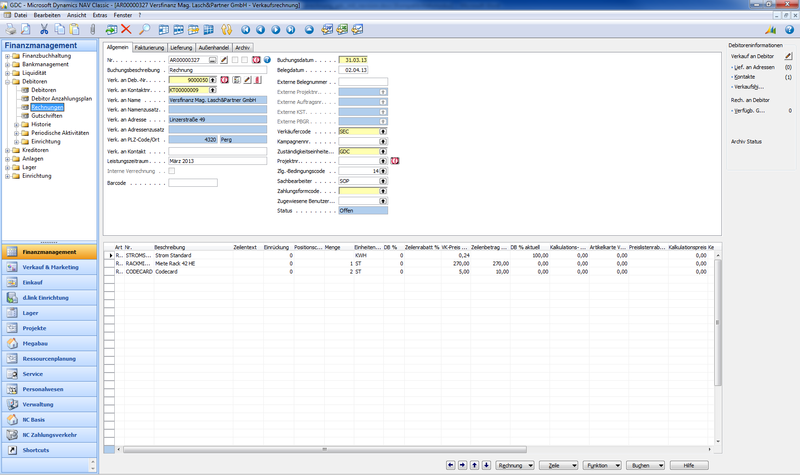 GDC - Microsoft Dynamics NAV Classic - [AR00000327 Versfinanz Mag. Lasch&Partner GmbH - Verkaufsrechnung]
Datei Bearbeiten Ansicht Extras Fenster ?
Finanzmanagement
Finanzbuchhaltung
Bankmanagement
Liquidität
Debitoren
Debitoren
Debitor Anzahlungsplan
Rechnungen
Gutschriften
Historie
Periodische Aktivitäten
Einrichtung
Kreditoren
Anlagen
Lager
Einrichtung
Finanzmanagement
Verkauf & Marketing
Einkauf
d.link Einrichtung
Lager
Projekte
Megabau
Ressourcenplanung
Service
Personalwesen
Verwaltung
NC Basis
NC Zahlungsverkehr
Shortcuts
Allgemein Fakturierung Lieferung Außenhandel Archiv
Nr. AR00000327
Buchungsbeschreibung Rechnung
Verk. an Deb.-Nr. 9000050
Verk. an Kontaktnr. KT00000009
Verk. an Name Versfinanz Mag. Lasch&Partner GmbH
Verk. an Namenszusatz
Verk. an Adresse Linzerstraße 49
Verk. an Adresszusatz
Verk. an PLZ-Code/Ort 4320 Perg
Verk. an Kontakt
Leistungszeitraum März 2013
Interne Verrechnung
Barcode
Buchungsdatum 31.03.13
Belegdatum 02.04.13
Externe Belegnummer
Externe Projektnr.
Externe Auftragsnr.
Externe KST
Externe PBGR
Verkäufercode SEC
Kampagnennr.
Zuständigkeitseinheite... GDC
Projektnr.
Zlg.-Bedingungscode 14
Sachbearbeiter SOP
Zahlungsformcode
Zugewiesene Benutzer...
Status Offen
Debitoreninformationen
Verkauf an Debitor
Lief. an Adressen (0)
Kontakte (1)
Verkaufshi...
Rech. an Debitor
Verfügb. G... 0
Archiv Status
Art Nr. Beschreibung Zeilentext Einrückung Positionsc... Menge Einheiten... DB % Zeilenrabatt % VK-Preis ... Zeilenbetrag ... DB % aktuell Kalkulations-... Artikelkarte V... Preislistenrab... Kalkulationspreis Ke
R... STROMS... Strom Standard 0 KWH 0 0,24 100,00 0,00 0,00 0,00
R... RACKMI... Miete Rack 42 HE 0 1 ST 0 270,00 270,00 0,00 0,00 0,00 0,00
R... CODECARD Codecard 0 2 ST 0 5,00 10,00 0,00 0,00 0,00 0,00
Rechnung Zeile Funktion Buchen Hilfe